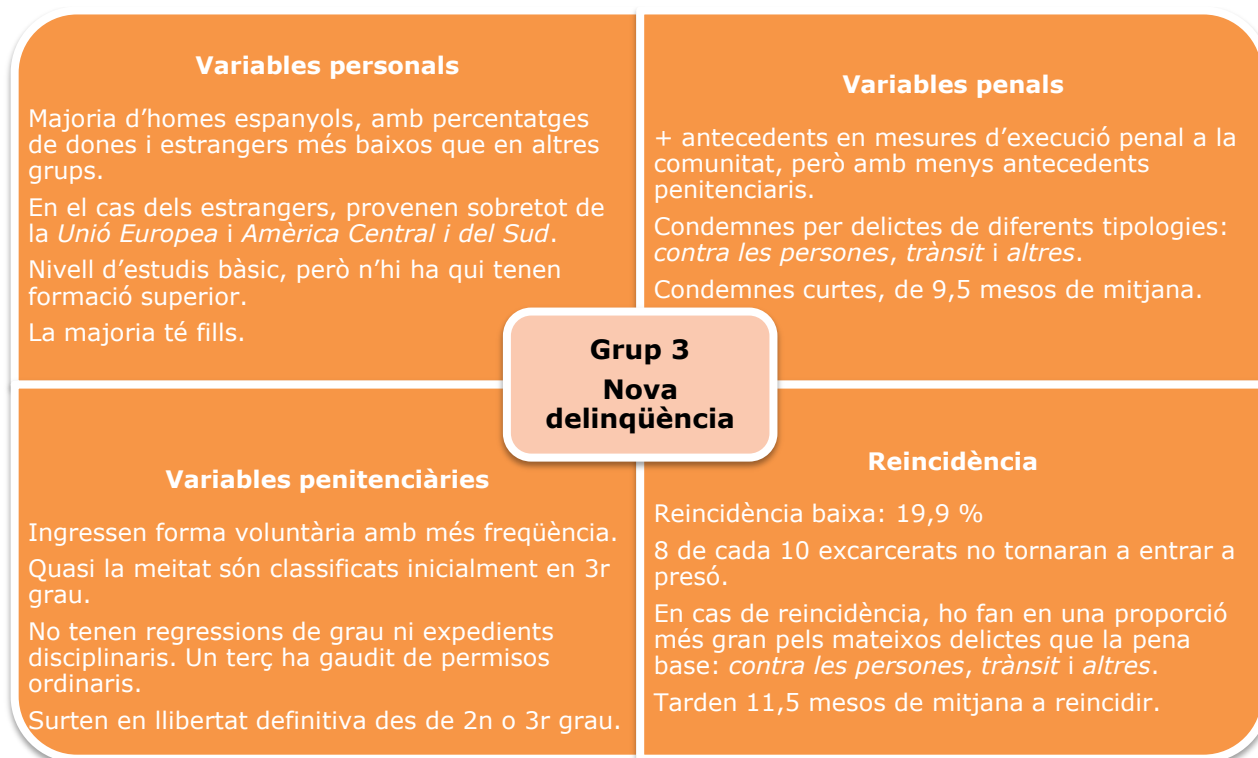 Variables personals
Majoria d’homes espanyols, amb percentatges
de dones i estrangers més baixos que en altres
grups.
En el cas dels estrangers, provenen sobretot de
la Unió Europea i Amèrica Central i del Sud.
Nivell d’estudis bàsic, però n’hi ha qui tenen
formació superior.
La majoria té fills.
Variables penals
+ antecedents en mesures d’execució penal a la
comunitat, però amb menys antecedents
penitenciaris.
Condemnes per delictes de diferents tipologies:
contra les persones, trànsit i altres.
Condemnes curtes, de 9,5 mesos de mitjana.
Grup 3
Nova
delinqüència
Variables penitenciàries
Ingressen forma voluntària amb més freqüència.
Quasi la meitat són classificats inicialment en 3r
grau.
No tenen regressions de grau ni expedients
disciplinaris. Un terç ha gaudit de permisos
ordinaris.
Surten en llibertat definitiva des de 2n o 3r grau.
Reincidència
Reincidència baixa: 19,9 %
8 de cada 10 excarcerats no tornaran a entrar a
presó.
En cas de reincidència, ho fan en una proporció
més gran pels mateixos delictes que la pena
base: contra les persones, trànsit i altres.
Tarden 11,5 mesos de mitjana a reincidir.